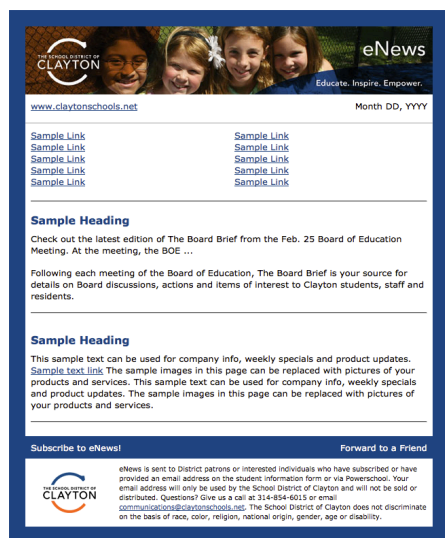 THE SCHOOL DISTRICT OF
CLAYTON
eNews
Educate. Inspire. Empower.
www.claytonschools.net Month DD, YYYY
Sample Link Sample Link
Sample Link Sample Link
Sample Link Sample Link
Sample Link Sample Link
Sample Link Sample Link
Sample Heading
Check out the latest edition of The Board Brief from the Feb. 25 Board of Education
Meeting. At the meeting, the BOE ...
Following each meeting of the Board of Education, The Board Brief is your source for
details on Board discussions, actions and items of interest to Clayton students, staff and
residents.
Sample Heading
This sample text can be used for company info, weekly specials and product updates.
Sample text link The sample images in this page can be replaced with pictures of your
products and services. This sample text can be used for company info, weekly specials
and product updates. The sample images in this page can be replaced with pictures of
your products and services.
Subscribe to eNews! Forward to a Friend
THE SCHOOL DISTRICT OF
CLAYTON
eNews is sent to District patrons or interested individuals who have subscribed or have
provided an email address on the student information form or via Powerschool. Your
email address will only be used by the School District of Clayton and will not be sold or
distributed. Questions? Give us a call at 314-854-6015 or email
communications@claytonschools.net. The School District of Clayton does not discriminate
on the basis of race, color, religion, national origin, gender, age or disability.